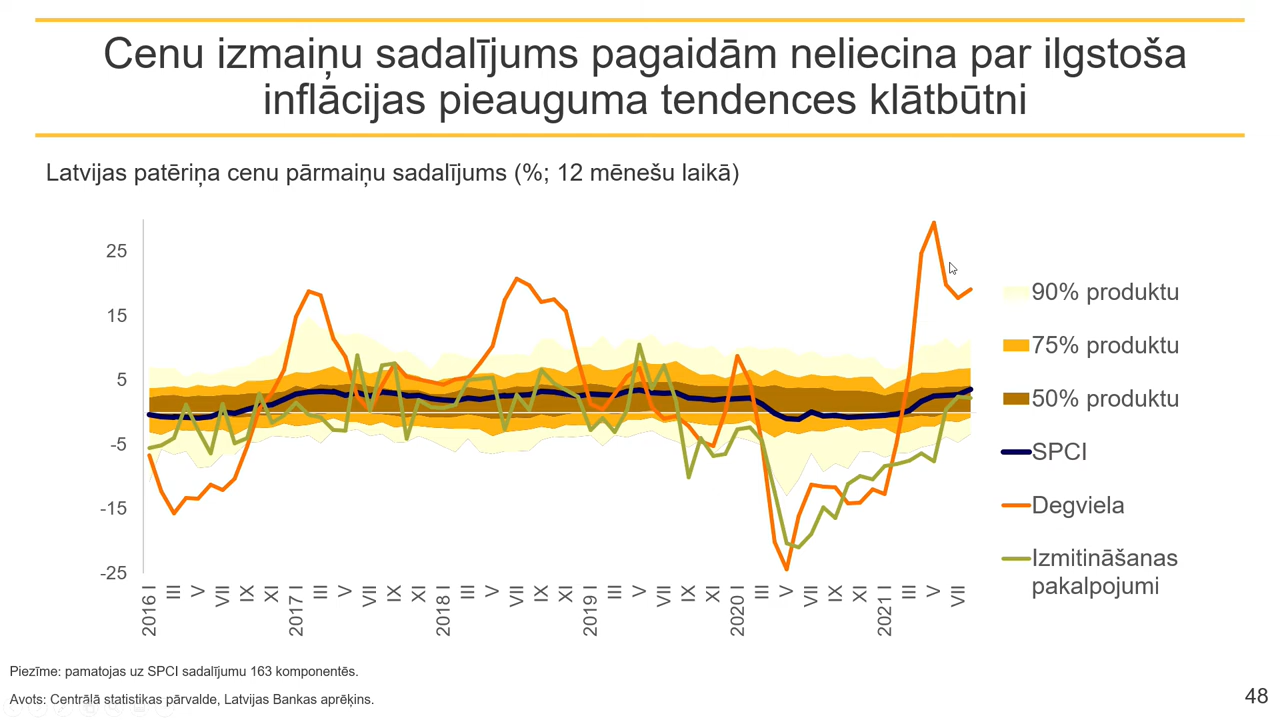 Cenu izmaiņu sadalījums pagaidām neliecina par ilgstoša
inflācijas pieauguma tendences klātbūtni
Latvijas patēriņa cenu pārmaiņu sadalījums (%; 12 mēnešu laikā)
25
15
5
-5
-15
-25
2016 I
III
V
VII
IX
XI
2017 I
III
V
VII
IX
XI
2018 I
III
V
VII
IX
XI
2019 I
III
V
VII
IX
XI
2020 I
III
V
VII
IX
XI
2021 I
III
V
VII
90% produktu
75% produktu
50% produktu
SPCI
Degviela
Izmitināšanas
pakalpojumi
Piezīme: pamatojas uz SPCI sadalījumu 163 komponentēs.
Avots: Centrālā statistikas pārvalde, Latvijas Bankas aprēķins.
48